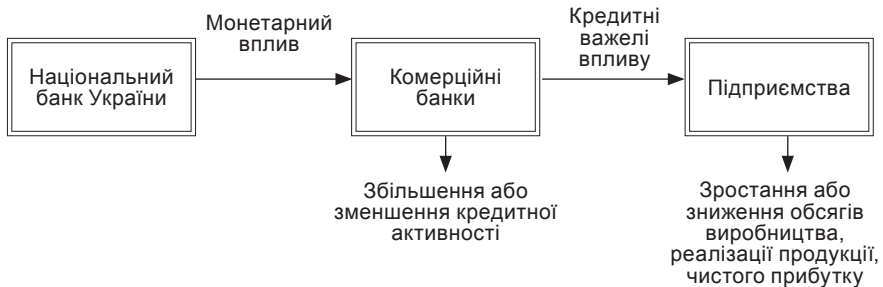 Монетарний
вплив
Кредитні
важелі
впливу
Національний
банк України
Комерційні
банки
Підприємства
Збільшення або
зменшення кредитної
активності
Зростання або
зниження обсягів
виробництва,
реалізації продукції,
чистого прибутку